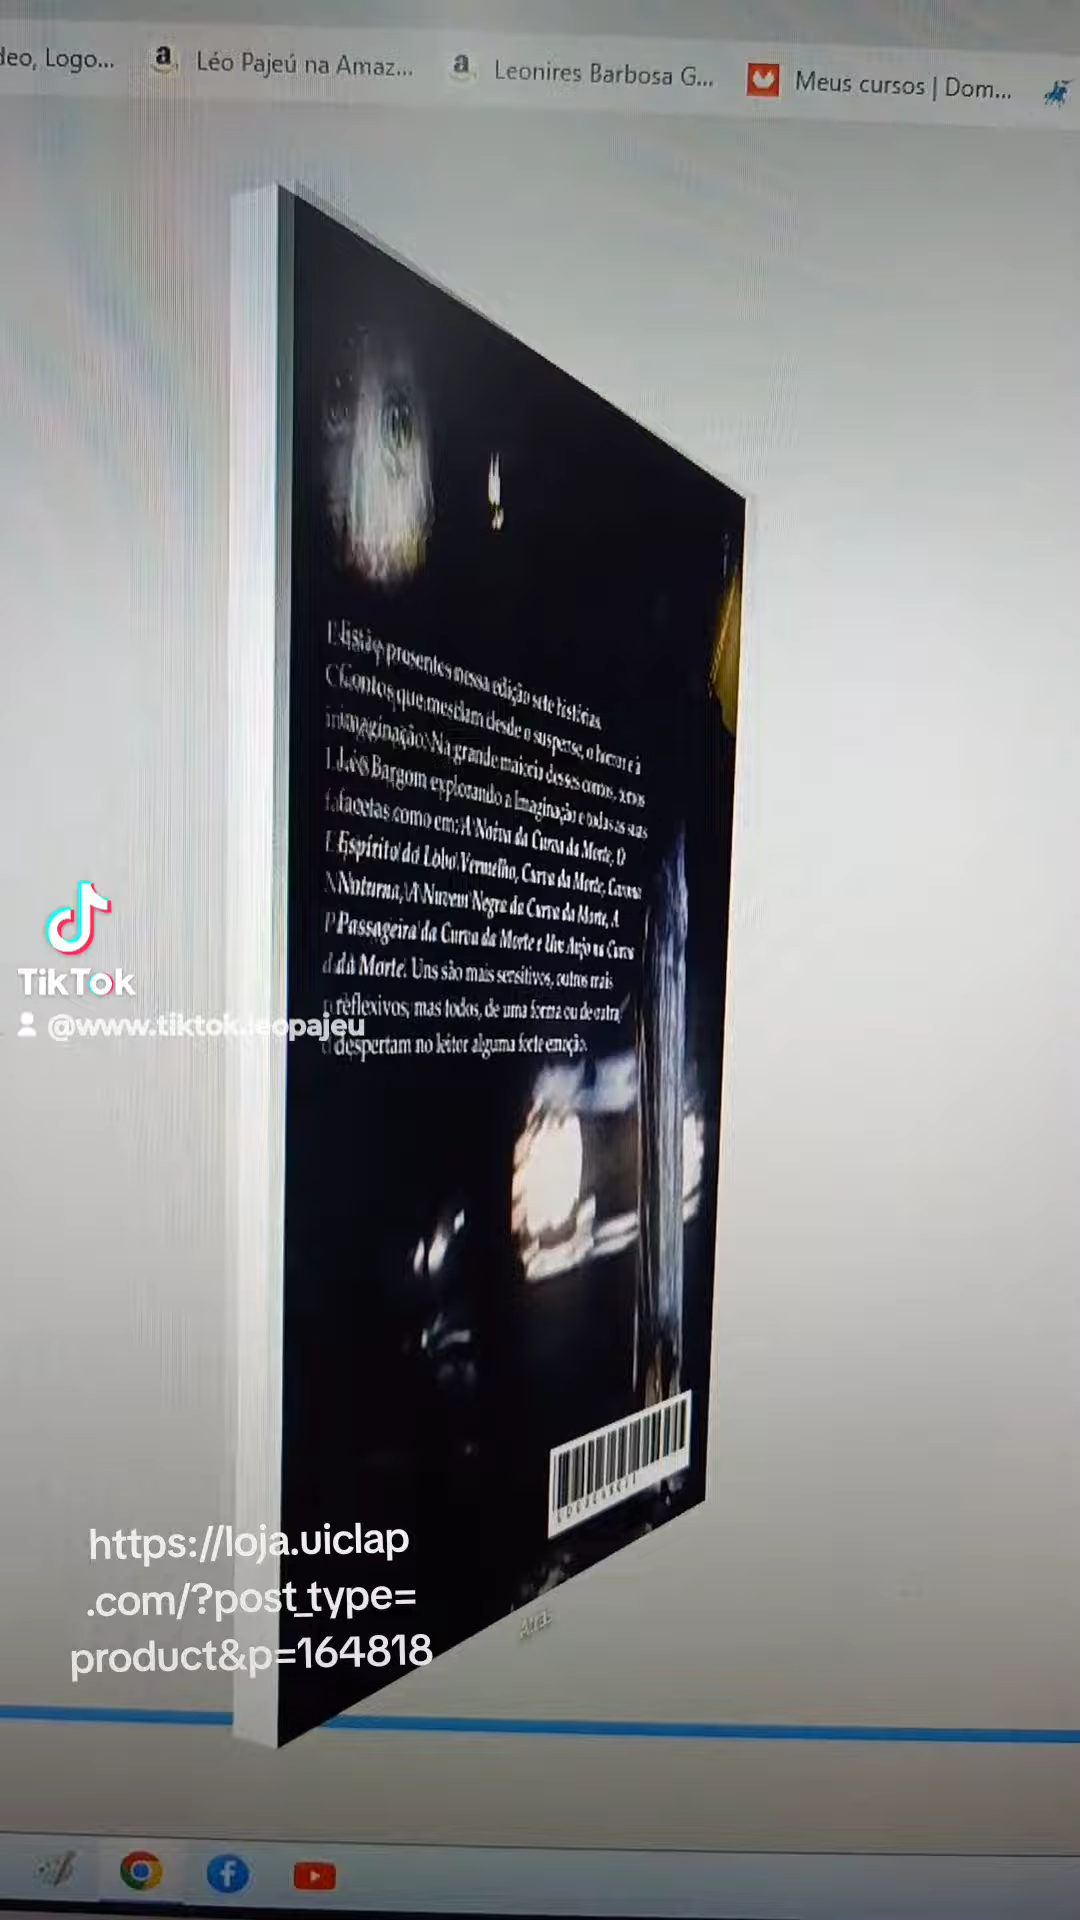 deo, Logo...
Léo Pajeú na Amaz...
Leonires Barbosa G...
Meus cursos | Dom...
Estão presentes nessa edição sete histórias.
Contos que mesclam desde o suspense, o horror e à
imaginação. Na grande maioria desses contos, temos
Léo Bargom explorando a Imaginação e todas as suas
facetas como em: A Noiva da Curva da Morte, O
Espírito do Lobo Vermelho, Curva da Morte,
Noturna, A Nuvem Negra da Curva da Morte, A
Passageira da Curva da Morte e Um Anjo na Curva
da Morte. Uns são mais sensitivos, outros mais
reflexivos, mas todos, de uma forma ou de outra,
despertam no leitor alguma forte emoção.
TikTok
@www.tiktok.leopajeu
https://loja.uiclap
.com/?post_type=
product&p=164818